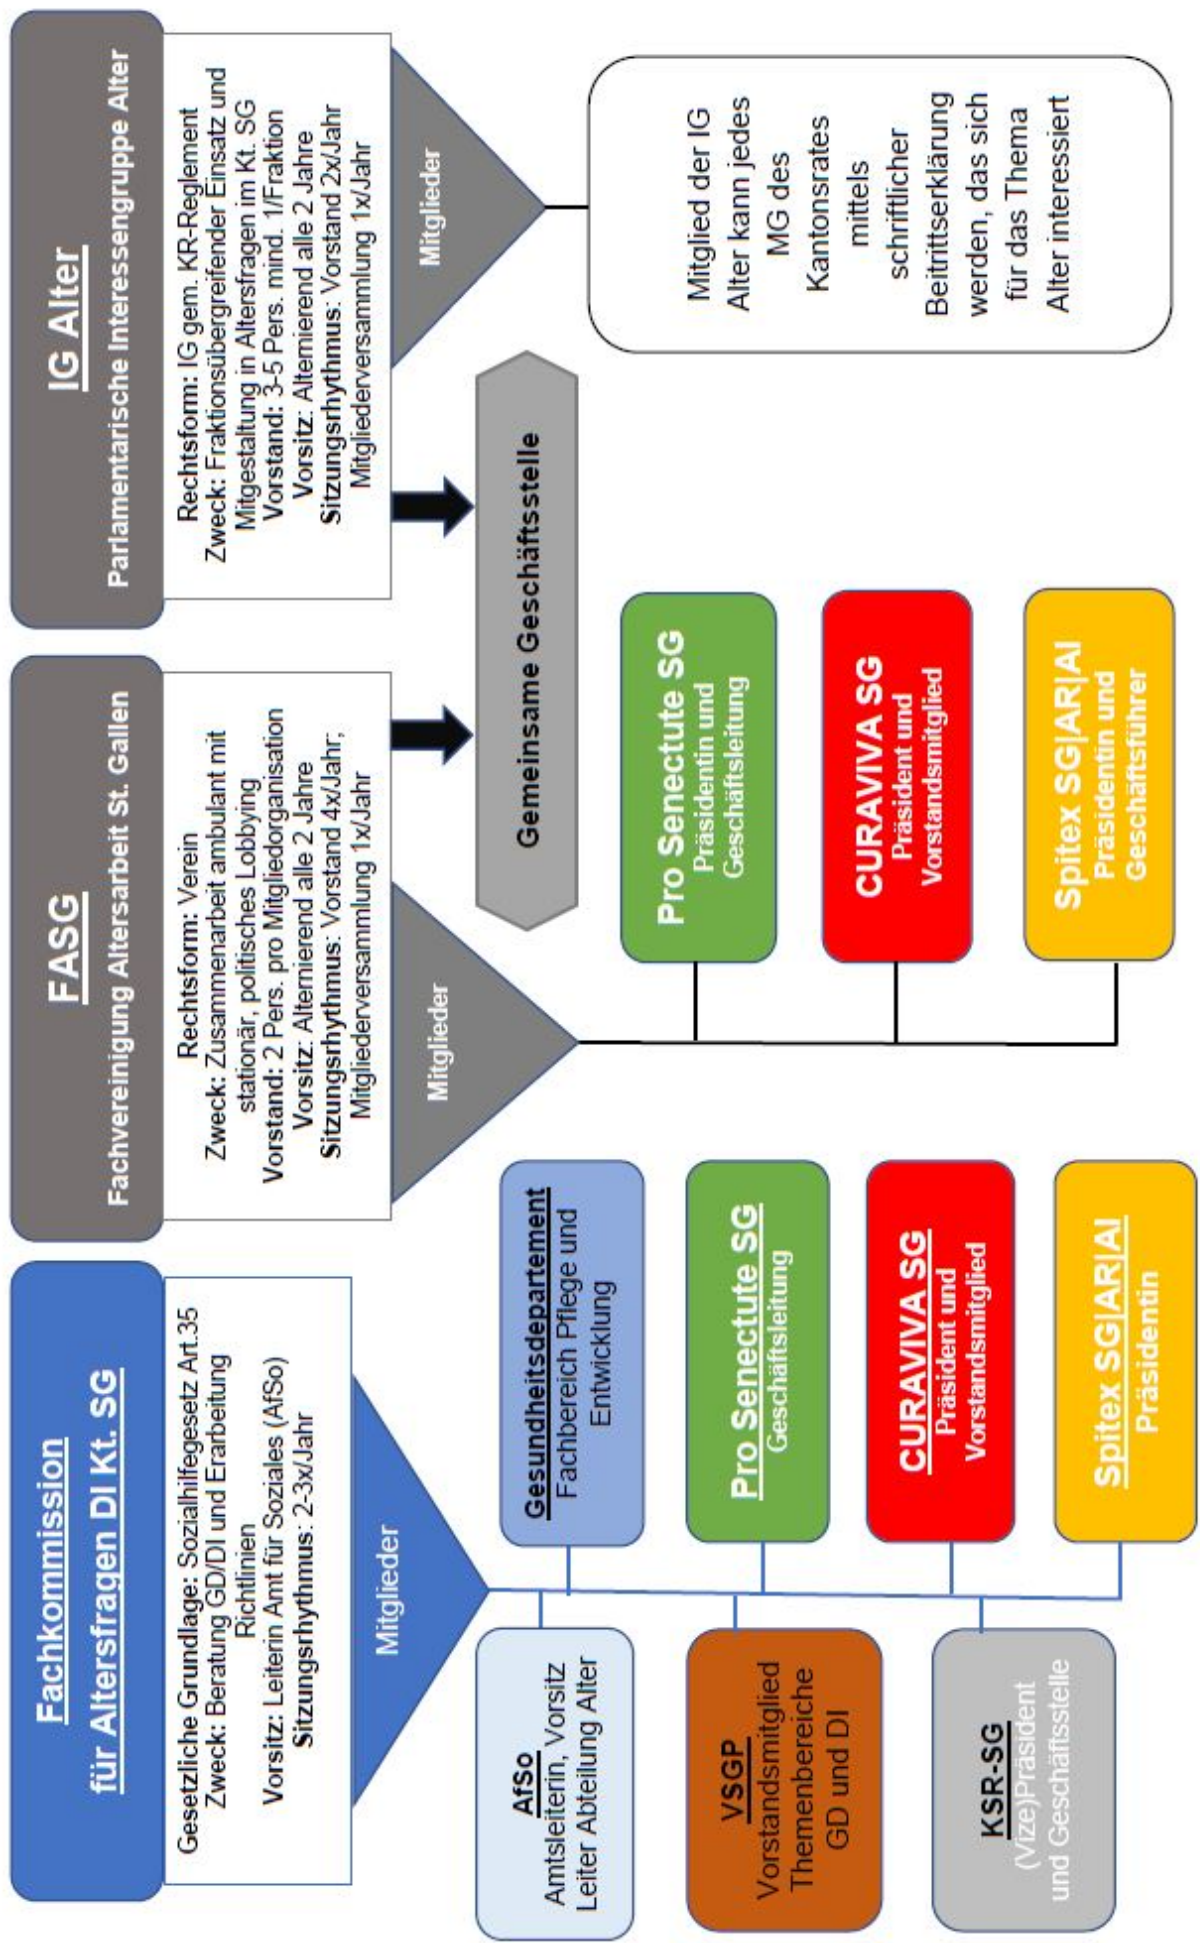 Fachkommission
für Altersfragen DI Kt. SG
Gesetzliche Grundlage: Sozialhilfegesetz Art.35
Zweck: Beratung GD/DI und Erarbeitung
Richtlinien
Vorsitz: Leiterin Amt für Soziales (AfSo)
Sitzungsrhythmus: 2-3x/Jahr
Mitglieder
AfSo
Amtsleiterin, Vorsitz
Leiter Abteilung Alter
VSGP
Vorstandsmitglied
Themenbereiche
GD und DI
KSR-SG
(Vize)Präsident
und Geschäftsstelle
Gesundheitsdepartement
Fachbereich Pflege und
Entwicklung
Pro Senectute SG
Geschäftsleitung
CURAVIVA SG
Präsident und
Vorstandsmitglied
Spitex SG|AR|AI
Präsidentin
FASG
Fachvereinigung Altersarbeit St. Gallen
Rechtsform: Verein
Zweck: Zusammenarbeit ambulant mit
stationär, politisches Lobbying
Vorstand: 2 Pers. pro Mitgliedorganisation
Vorsitz: Alternierend alle 2 Jahre
Sitzungsrhythmus: Vorstand 4x/Jahr;
Mitgliederversammlung 1x/Jahr
Mitglieder
Pro Senectute SG
Präsidentin und
Geschäftsleitung
CURAVIVA SG
Präsident und
Vorstandsmitglied
Spitex SG|AR|AI
Präsidentin und
Geschäftsführer
Gemeinsame Geschäftsstelle
IG Alter
Parlamentarische Interessengruppe Alter
Rechtsform: IG gem. KR-Reglement
Zweck: Fraktionsübergreifender Einsatz und
Mitgestaltung in Altersfragen im Kt. SG
Vorstand: 3-5 Pers. mind. 1/Fraktion
Vorsitz: Alternierend alle 2 Jahre
Sitzungsrhythmus: Vorstand 2x/Jahr
Mitgliederversammlung 1x/Jahr
Mitglieder
Mitglied der IG
Alter kann jedes
MG des
Kantonsrates
mittels
schriftlicher
Beitrittserklärung
werden, das sich
für das Thema
Alter interessiert